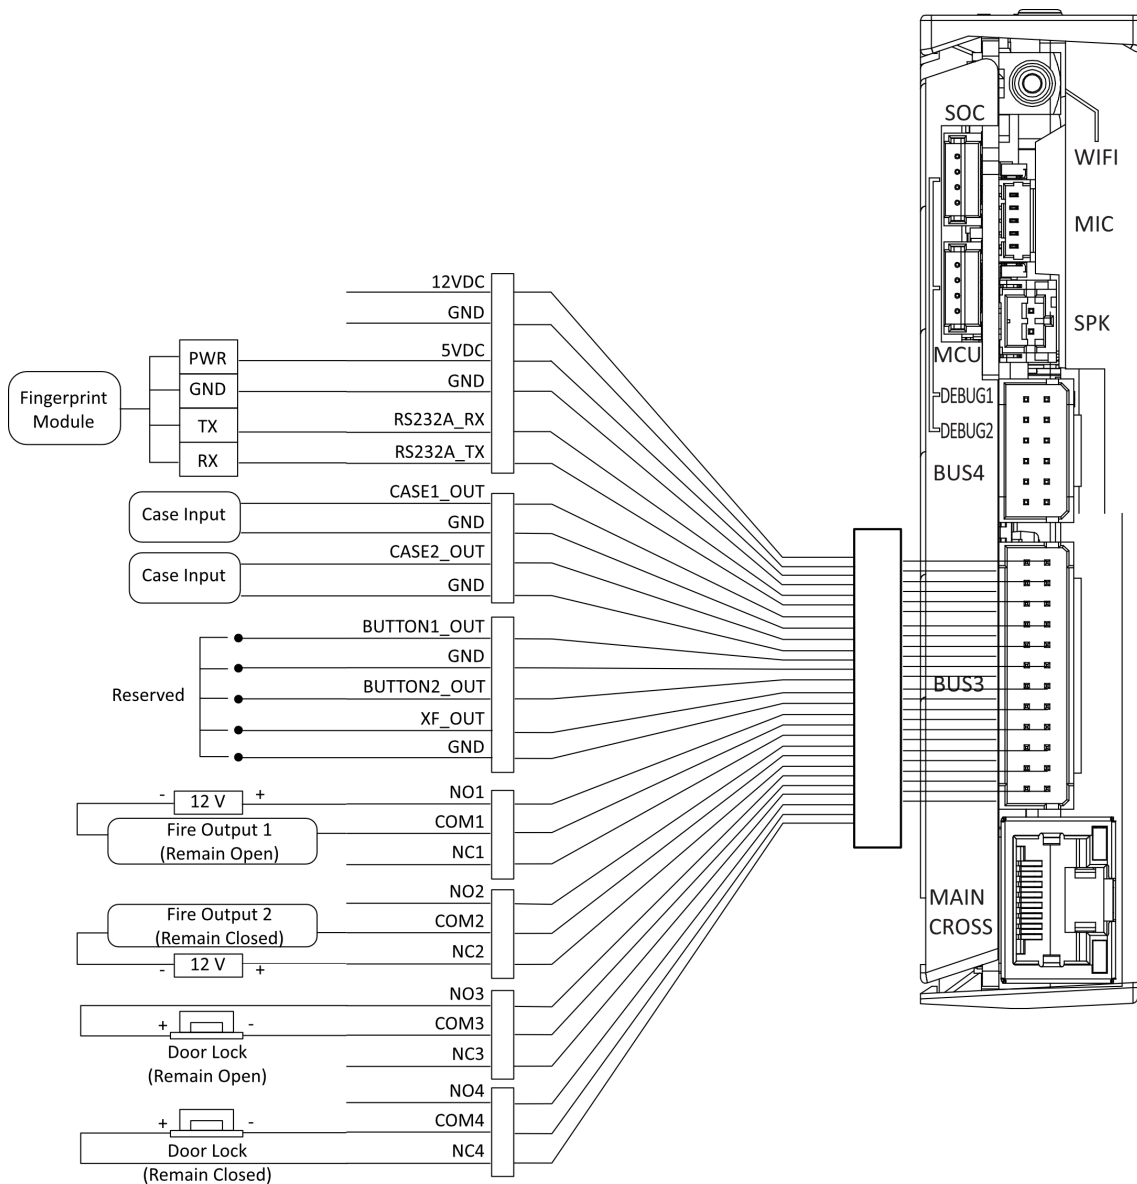 SOC
WIFI
MIC
SPK
MCU
DEBUG1
DEBUG2
BUS4
BUS3
MAIN
CROSS
12VDC
GND
Fingerprint
Module
PWR
5VDC
GND
GND
TX
RS232A_RX
RX
RS232A_TX
Case Input
CASE1_OUT
GND
Case Input
CASE2_OUT
GND
Reserved
BUTTON1_OUT
GND
BUTTON2_OUT
XF_OUT
GND
- 12 V +
NO1
Fire Output 1
(Remain Open)
COM1
NC1
NO2
Fire Output 2
(Remain Closed)
COM2
- 12 V +
NC2
NO3
+ -
COM3
Door Lock
(Remain Open)
NC3
NO4
+ -
COM4
Door Lock
(Remain Closed)
NC4